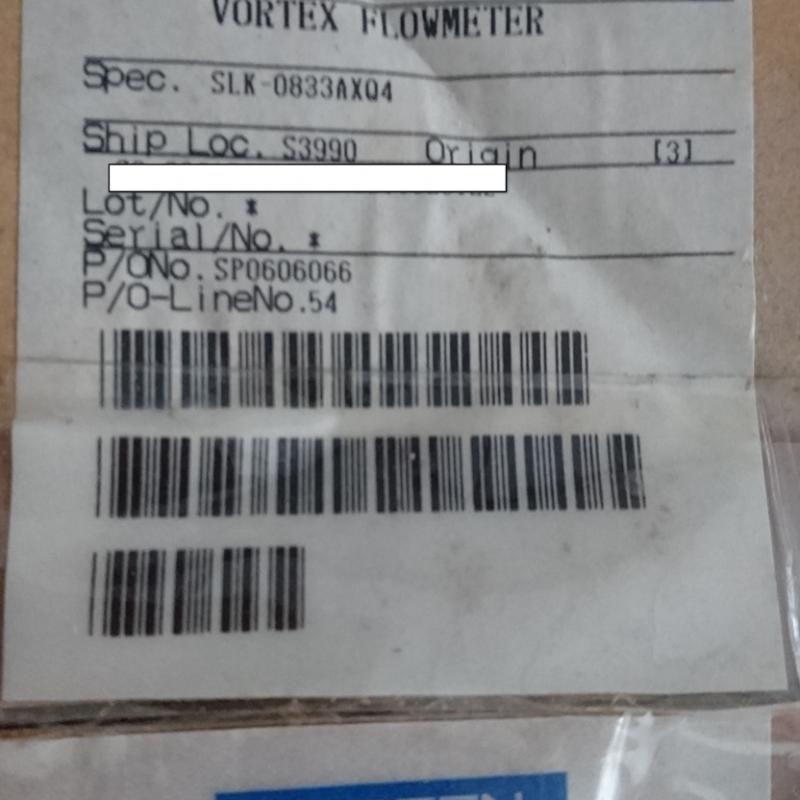 VORTEX FLOWMETER
Spec. SLK-0833AXQ4
Ship Loc. S3990 Origin [3]
Lot/No. *
Serial/No. *
P/ONo. SP0606066
P/O-LineNo.54